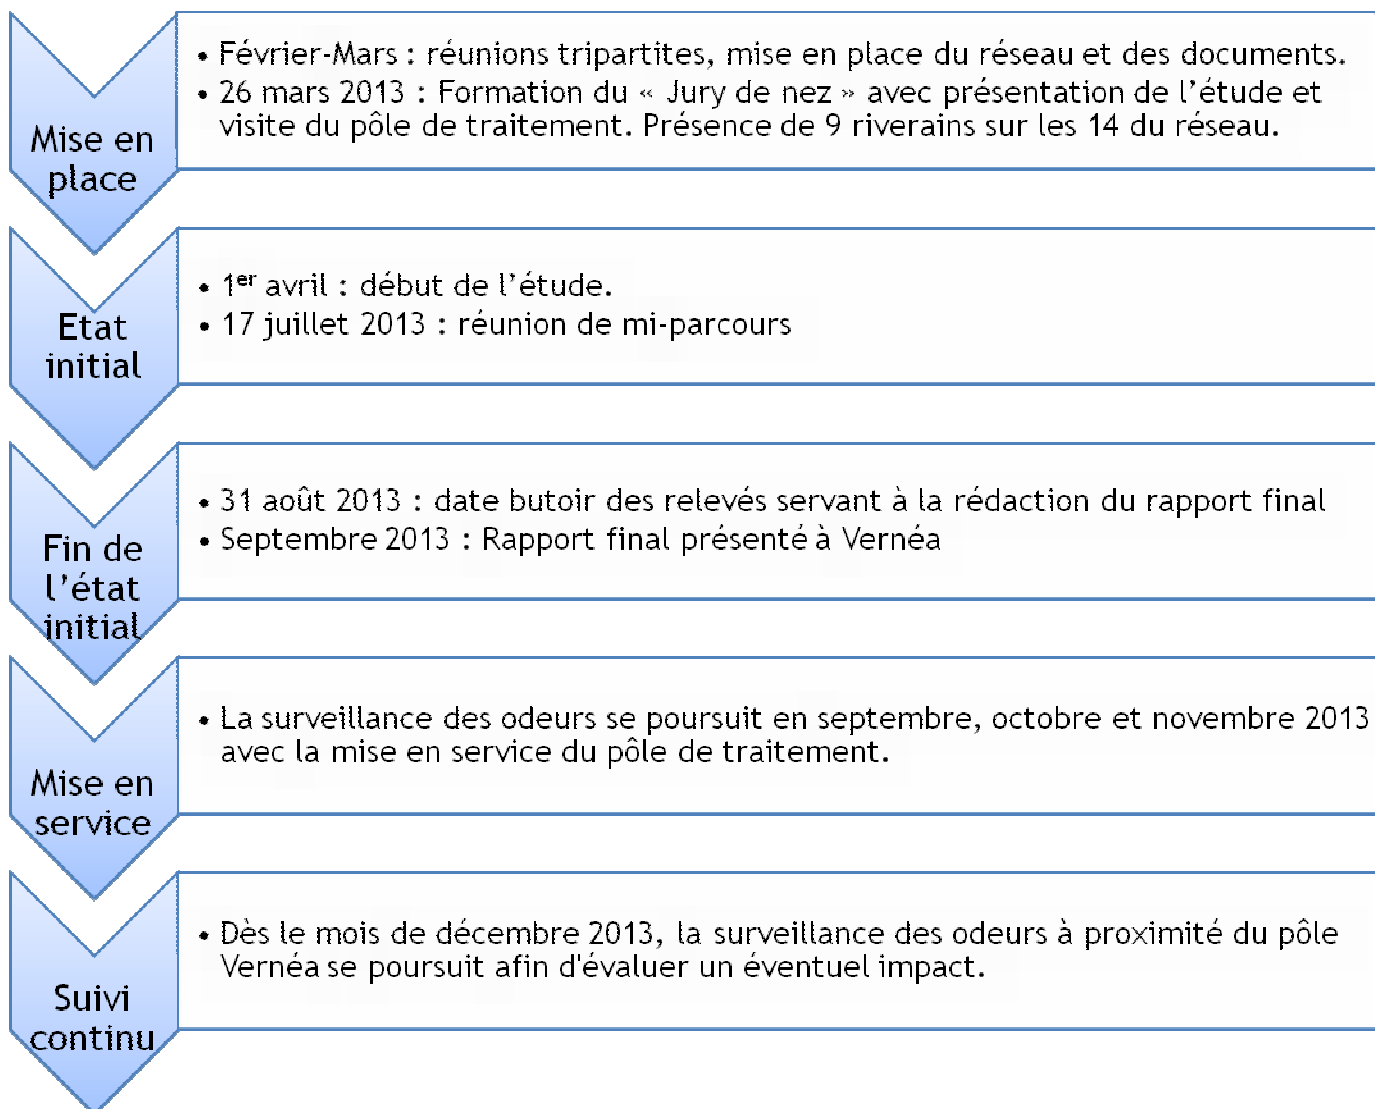 Mise en
place
• Février-Mars : réunions tripartites, mise en place du réseau et des documents.
• 26 mars 2013 : Formation du « Jury de nez » avec présentation de l'étude et
visite du pôle de traitement. Présence de 9 riverains sur les 14 du réseau.
Etat
initial
• 1er avril : début de l'étude.
• 17 juillet 2013 : réunion de mi-parcours
Fin de
l'état
initial
• 31 août 2013 : date butoir des relevés servant à la rédaction du rapport final
• Septembre 2013 : Rapport final présenté à Vernéa
Mise en
service
• La surveillance des odeurs se poursuit en septembre, octobre et novembre 2013
avec la mise en service du pôle de traitement.
Suivi
continu
• Dès le mois de décembre 2013, la surveillance des odeurs à proximité du pôle
Vernéa se poursuit afin d'évaluer un éventuel impact.